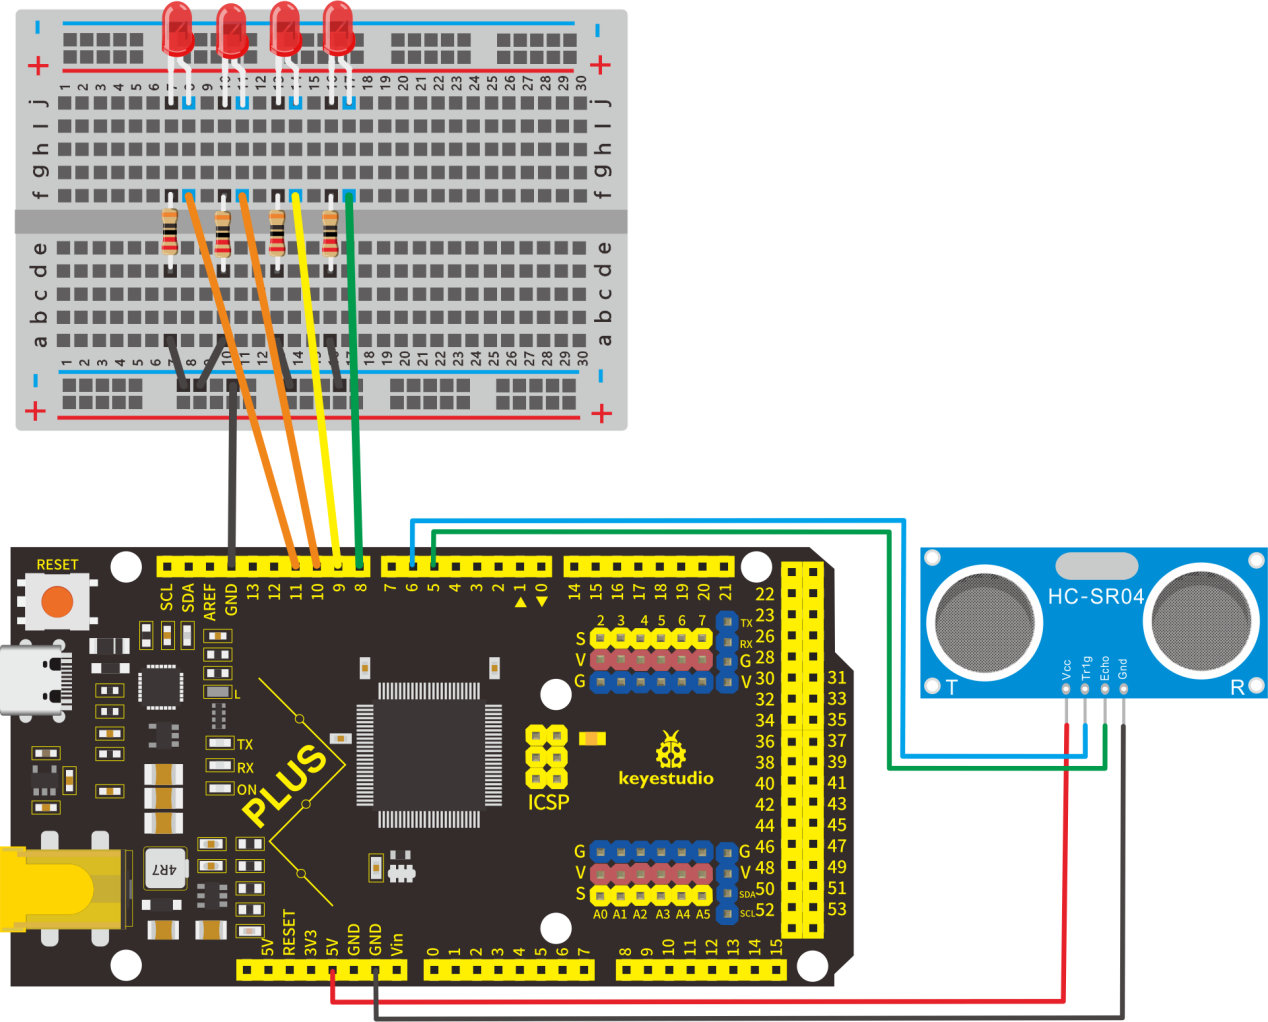 - -
+ +
1 2 3 4 5 6 7 8 9 10 11 12 13 14 15 16 17 18 19 20 21 22 23 24 25 26 27 28 29 30
j j
i i
h h
g g
f f
e e
d d
c c
b b
a a
1 2 3 4 5 6 7 8 9 10 11 12 13 14 15 16 17 18 19 20 21 22 23 24 25 26 27 28 29 30
- -
+ +
RESET
SCL SDA AREF GND 13 12 11 10 9 8 7 6 5 4 3 2 1 0 14 15 16 17 18 19 20 21
22
23
26
28
30 31
32 33
34 35
36 37
38 39
40 41
42 43
44 45
46 47
48 49
50 51
52 53
2 3 4 5 6 7 TX
S RX
V G
G V
L
TX
RX
ON
PLUS
ICSP
keyestudio
4R7
G G
V V
S SDA
A0 A1 A2 A3 A4 A5 SCL
5V RESET 3V3 5V GND GND Vin 0 1 2 3 4 5 6 7 8 9 10 11 12 13 14 15
HC-SR04
Vcc Tr1g Echo Gnd
T R